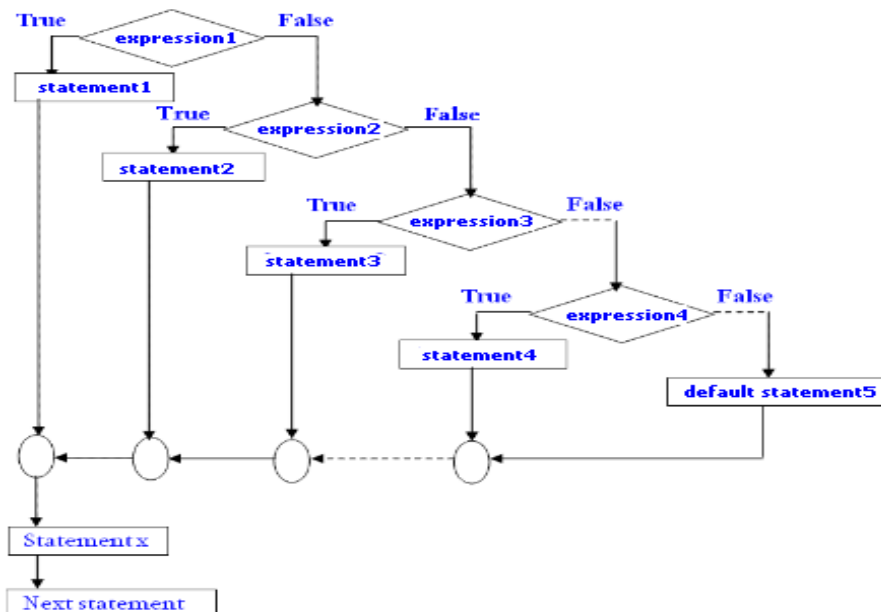 True
expression1
False
statement1
True
expression2
False
statement2
True
expression3
False
statement3
True
expression4
False
statement4
default statement5
Statement x
Next statement